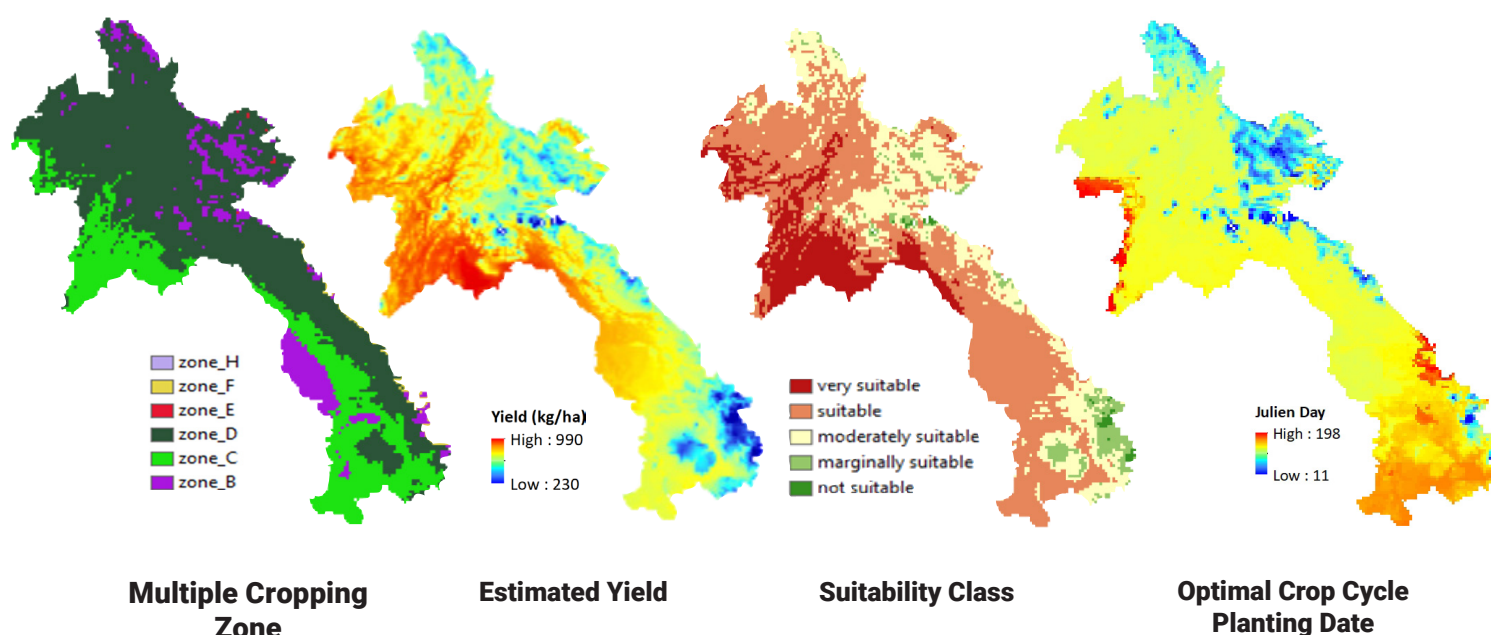 zone_H
zone_F
zone_E
zone_D
zone_C
zone_B
Yield (kg/ha)
High : 990
Low : 230
very suitable
suitable
moderately suitable
marginally suitable
not suitable
Julien Day
High : 198
Low : 11
Multiple Cropping
Zone
Estimated Yield
Suitability Class
Optimal Crop Cycle
Planting Date